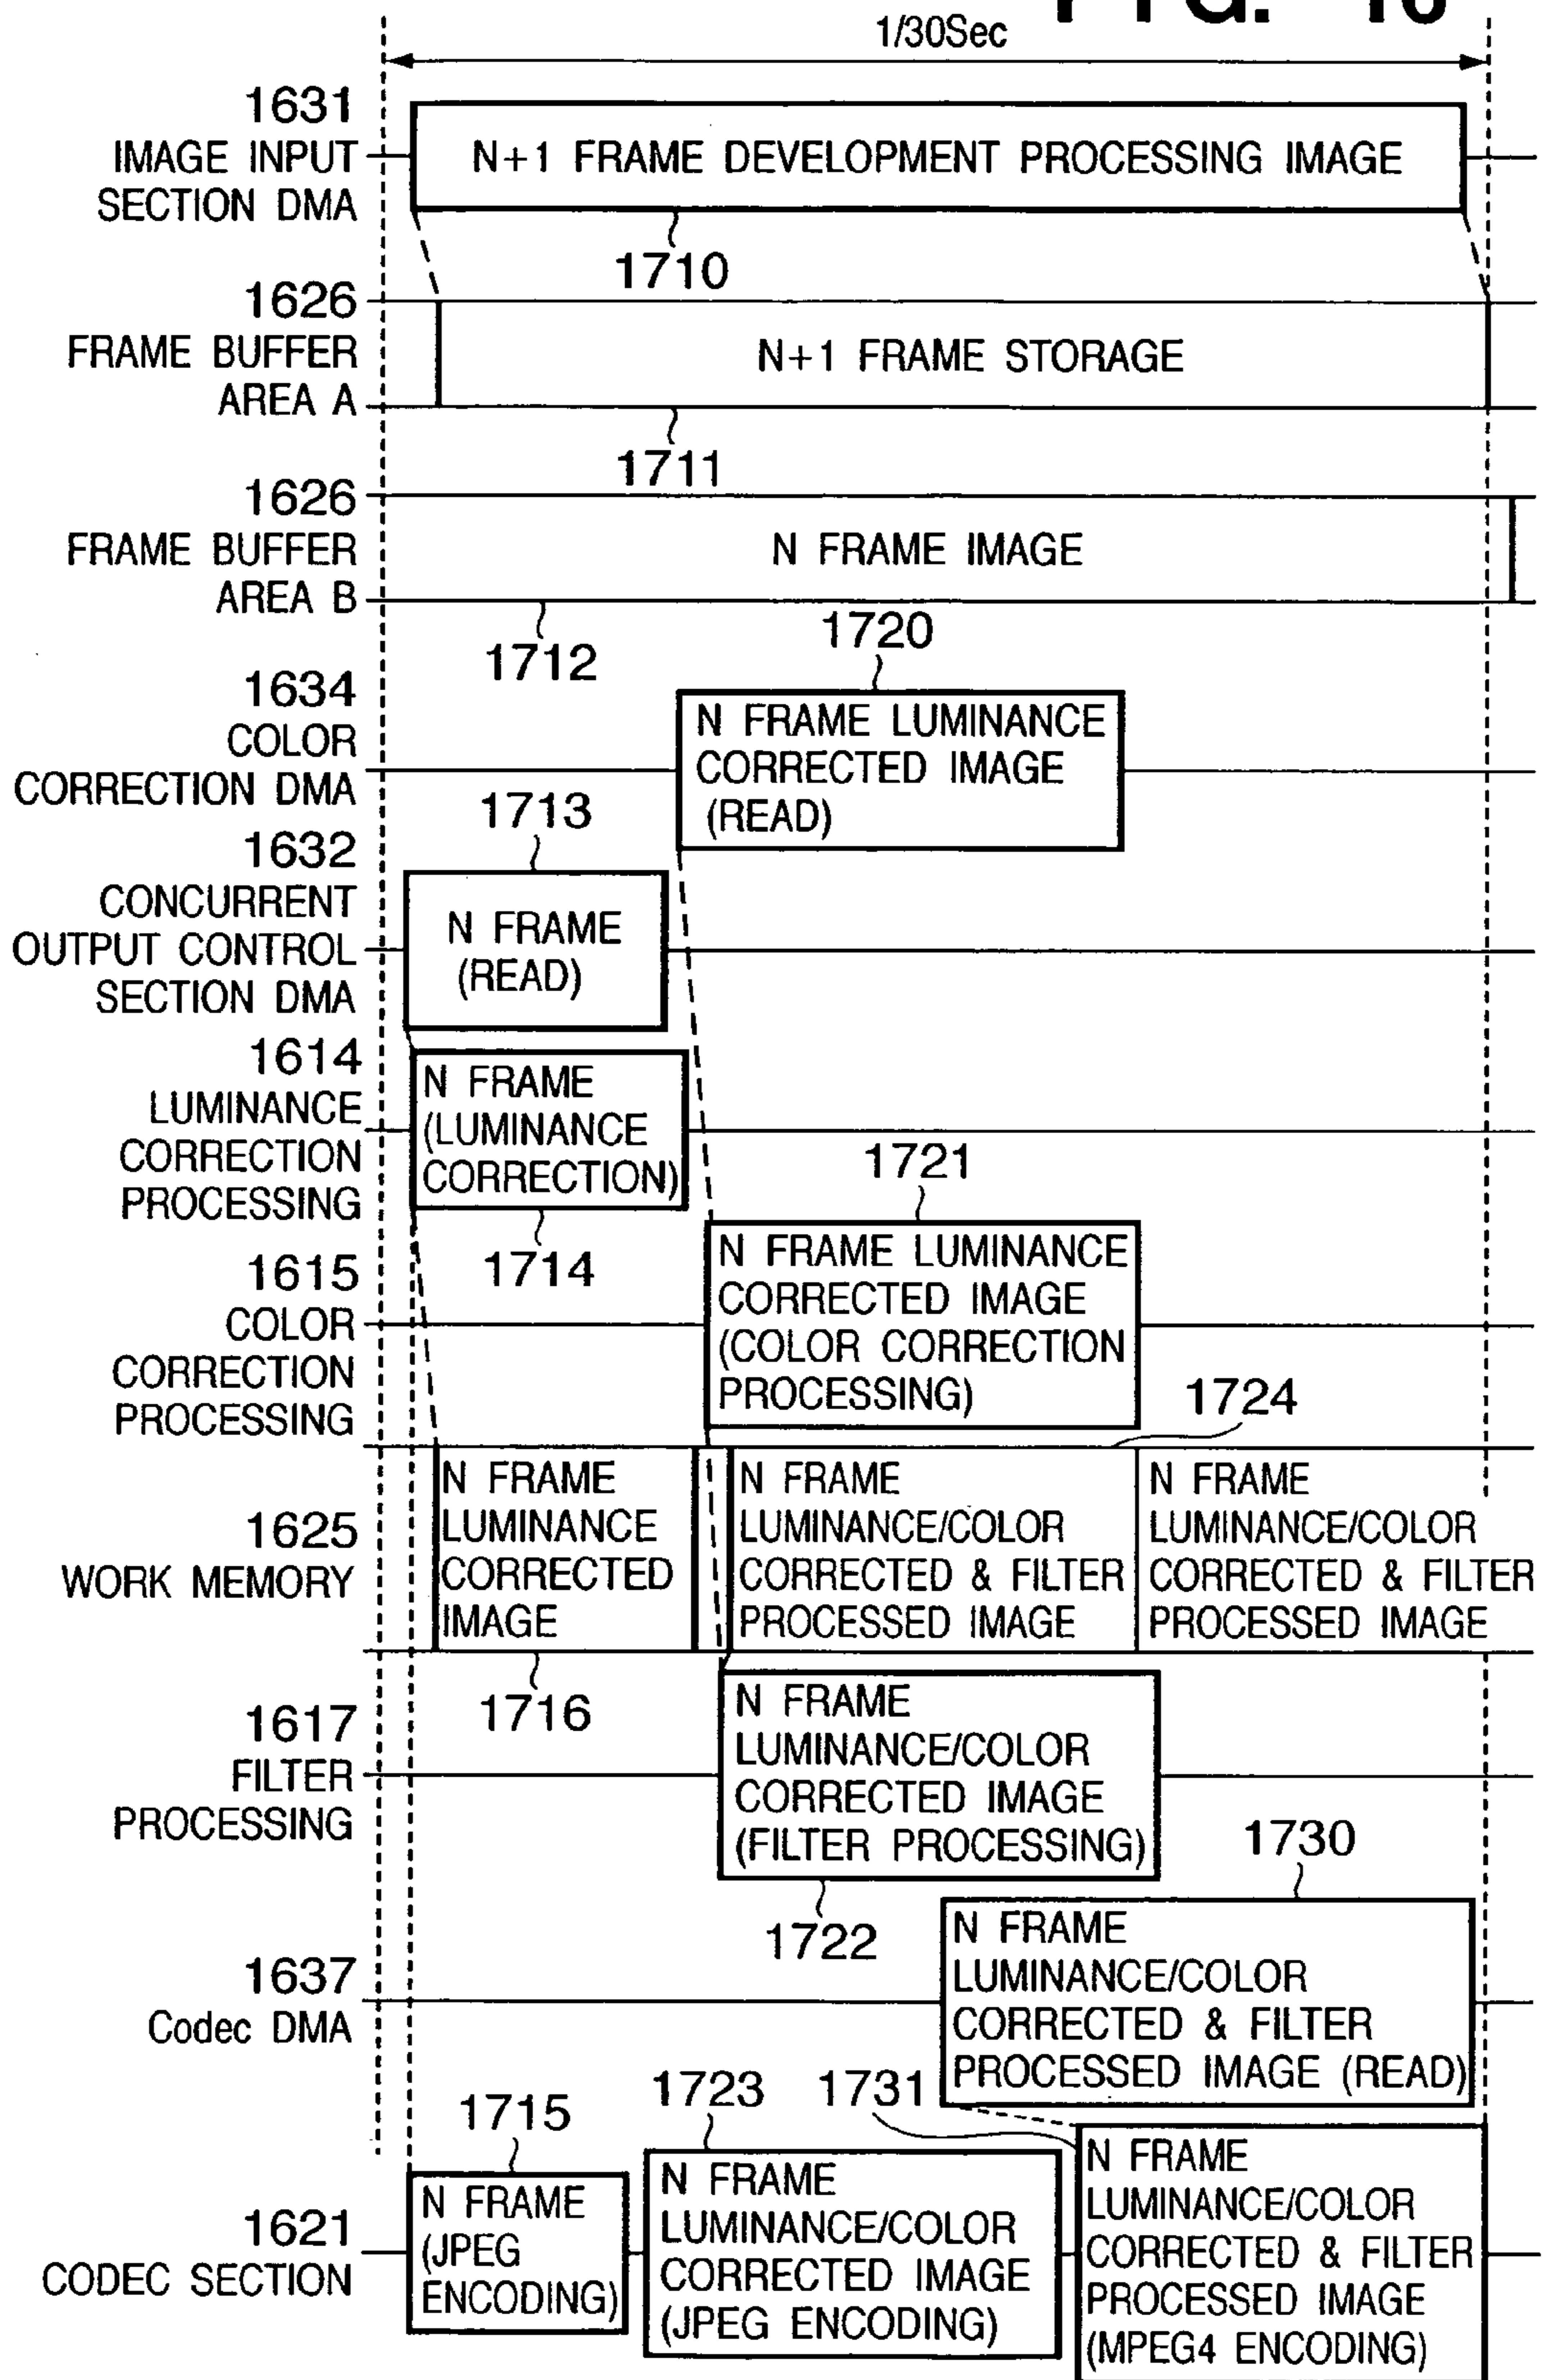 1/30Sec
1631
IMAGE INPUT
SECTION DMA
N+1 FRAME DEVELOPMENT PROCESSING IMAGE
1710
1626
FRAME BUFFER
AREA A
N+1 FRAME STORAGE
1711
1626
FRAME BUFFER
AREA B
N FRAME IMAGE
1712
1720
1634
COLOR
CORRECTION DMA
N FRAME LUMINANCE
CORRECTED IMAGE
(READ)
1713
1632
CONCURRENT
OUTPUT CONTROL
SECTION DMA
N FRAME
(READ)
1614
LUMINANCE
CORRECTION
PROCESSING
N FRAME
(LUMINANCE
CORRECTION)
1714
1721
1615
COLOR
CORRECTION
PROCESSING
N FRAME LUMINANCE
CORRECTED IMAGE
(COLOR CORRECTION
PROCESSING)
1724
1625
WORK MEMORY
N FRAME
LUMINANCE
CORRECTED
IMAGE
N FRAME
LUMINANCE/COLOR
CORRECTED & FILTER
PROCESSED IMAGE
N FRAME
LUMINANCE/COLOR
CORRECTED & FILTER
PROCESSED IMAGE
1716
1617
FILTER
PROCESSING
N FRAME
LUMINANCE/COLOR
CORRECTED IMAGE
(FILTER PROCESSING)
1722
1730
1637
Codec DMA
N FRAME
LUMINANCE/COLOR
CORRECTED & FILTER
PROCESSED IMAGE (READ)
1715
1723
1731
1621
CODEC SECTION
N FRAME
(JPEG
ENCODING)
N FRAME
LUMINANCE/COLOR
CORRECTED IMAGE
(JPEG ENCODING)
N FRAME
LUMINANCE/COLOR
CORRECTED & FILTER
PROCESSED IMAGE
(MPEG4 ENCODING)